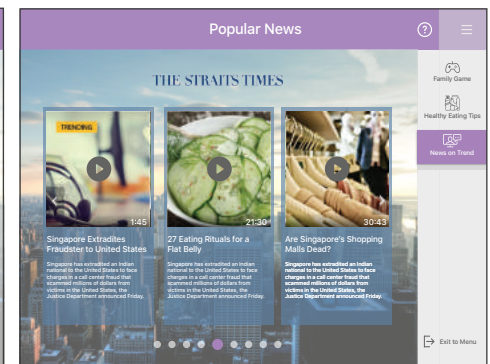 Popular News
?
THE STRAITS TIMES
TRENDING
1:45
Singapore Extradites
Fraudster to United States
Singapore has extradited an Indian
national to the United States to face
charges in a call center fraud that
scammed millions of dollars from
victims in the United States, the
Justice Department announced Friday.
21:30
27 Eating Rituals for a
Flat Belly
Singapore has extradited an Indian
national to the United States to face
charges in a call center fraud that
scammed millions of dollars from
victims in the United States, the
Justice Department announced Friday.
30:43
Are Singapore's Shopping
Malls Dead?
Singapore has extradited an Indian
national to the United States to face
charges in a call center fraud that
scammed millions of dollars from
victims in the United States, the
Justice Department announced Friday.
Family Game
Healthy Eating Tips
News on Trend
Exit to Menu